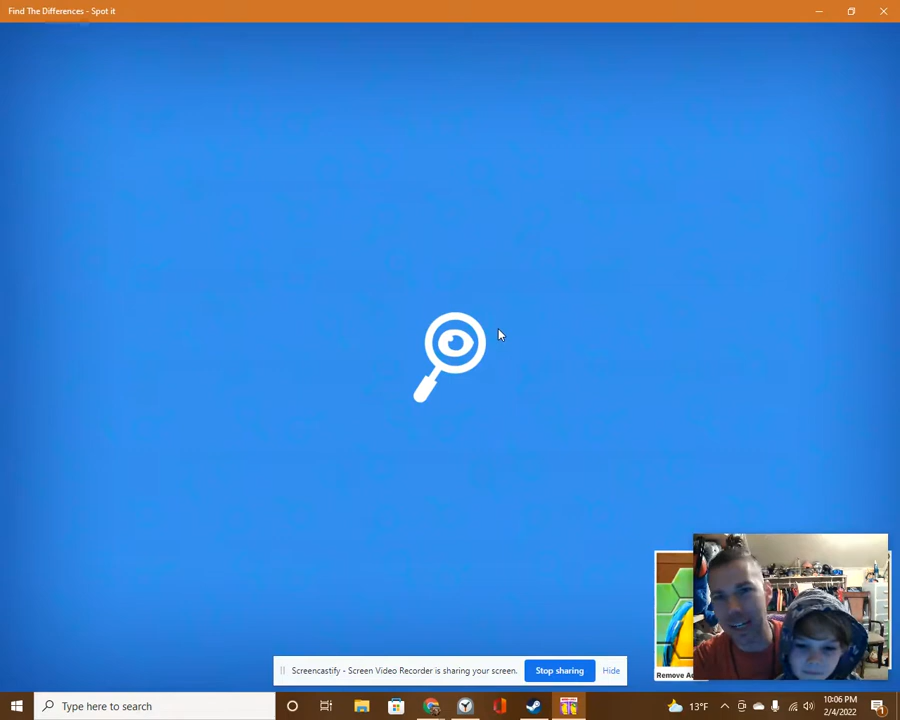 Find The Differences - Spot it
Remove
Screencastify - Screen Video Recorder is sharing your screen.
Stop sharing
Hide
Type here to search
13°F
10:06 PM
2/4/2022